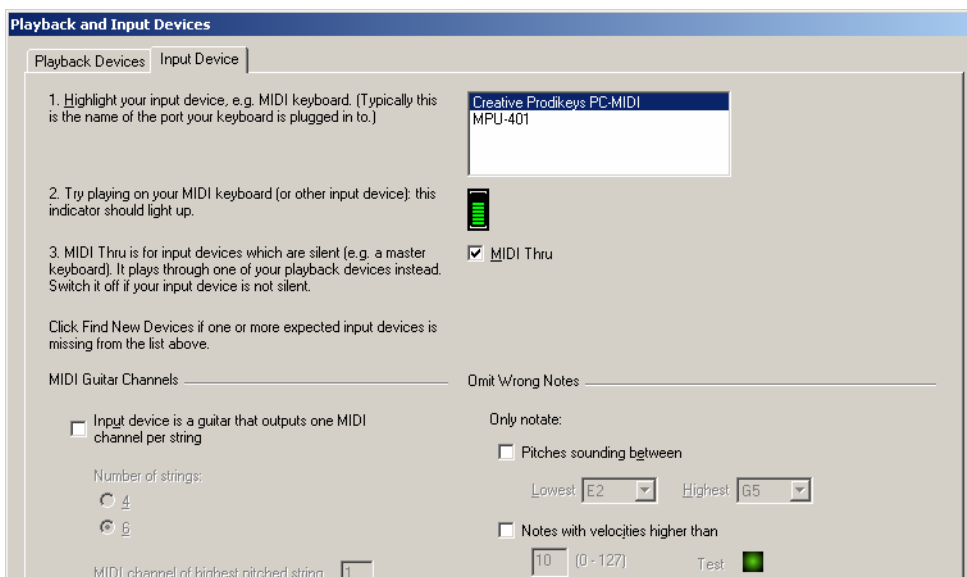 Playback and Input Devices
Playback Devices
Input Device
1. Highlight your input device, e.g. MIDI keyboard. (Typically this
is the name of the port your keyboard is plugged in to.)
Creative Prodikeys PC-MIDI
MPU-401
2. Try playing on your MIDI keyboard (or other input device): this
indicator should light up.
3. MIDI Thru is for input devices which are silent (e.g. a master
keyboard). It plays through one of your playback devices instead.
Switch it off if your input device is not silent.
MIDI Thru
Click Find New Devices if one or more expected input devices is
missing from the list above.
MIDI Guitar Channels
Input device is a guitar that outputs one MIDI
channel per string
Number of strings:
4
6
MIDI channel of highest pitched string 1
Omit Wrong Notes
Only notate:
Pitches sounding between
Lowest E2 Highest G5
Notes with velocities higher than
10 (0 - 127) Test